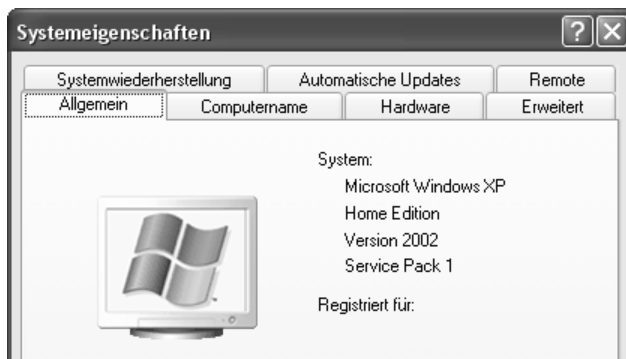 Systemeigenschaften
Systemwiederherstellung Automatische Updates Remote
Allgemein Computername Hardware Erweitert
System:
Microsoft Windows XP
Home Edition
Version 2002
Service Pack 1
Registriert für: